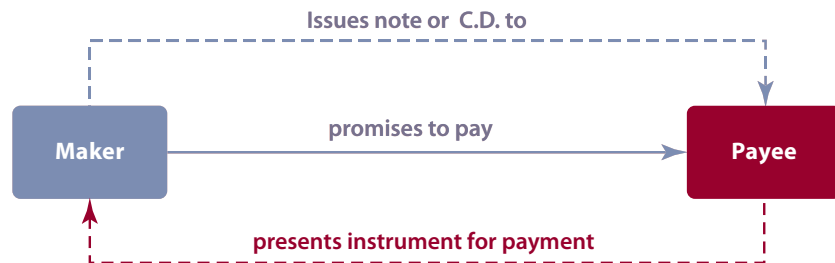 Issues note or C.D. to
promises to pay
Maker
Payee
presents instrument for payment